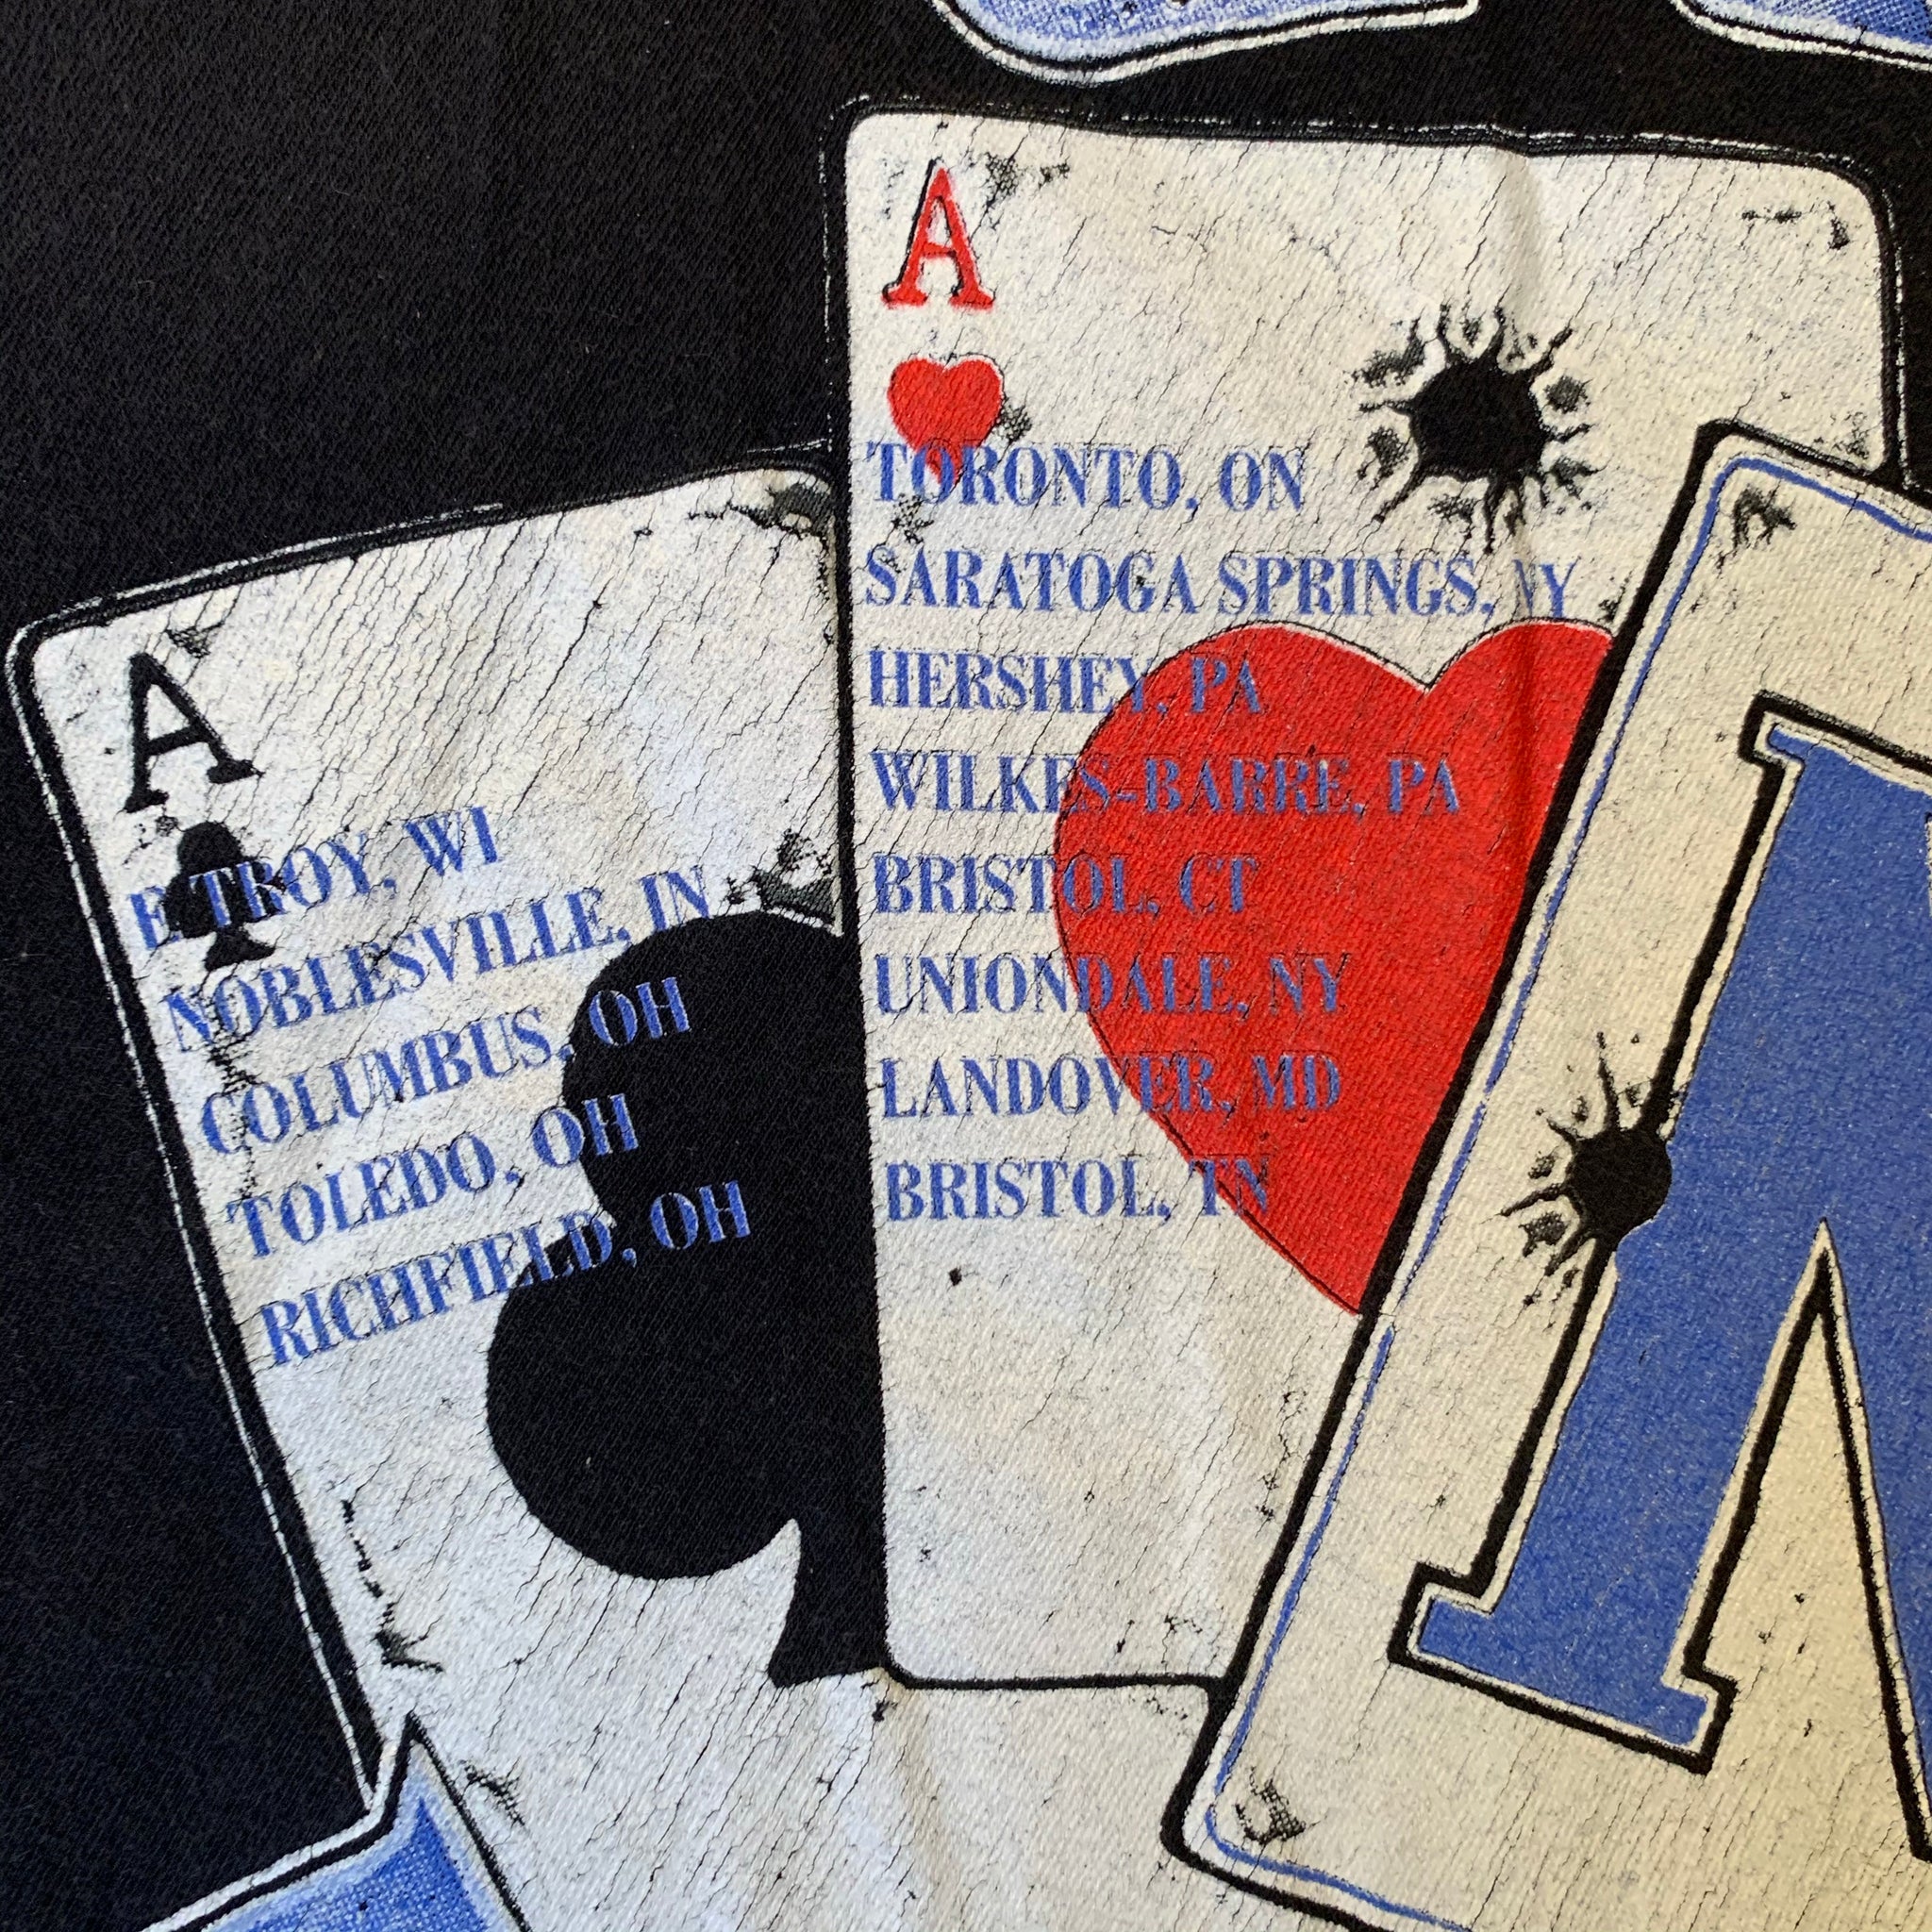 A
E TROY, WI
NOBLESVILLE, IN
COLUMBUS, OH
TOLEDO, OH
RICHFIELD, OH
A
TORONTO, ON
SARATOGA SPRINGS, NY
HERSHEY, PA
WILKES-BARRE, PA
BRISTOL, CT
UNIONDALE, NY
LANDOVER, MD
BRISTOL, TN